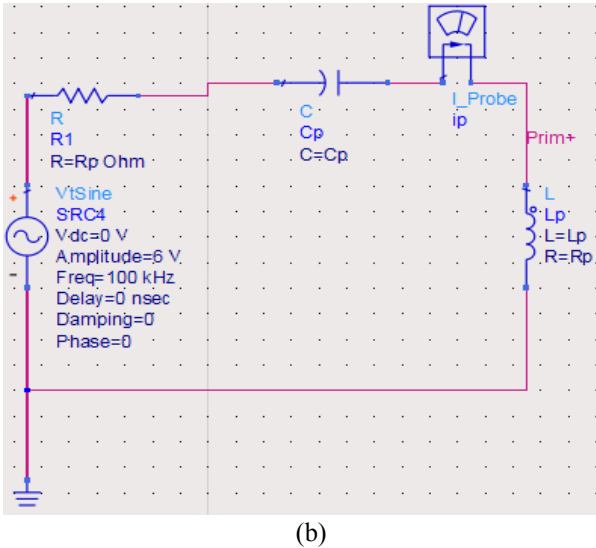 I_Probe
ip
R
R1
R=Rp Ohm
C
Cp
C=Cp
Prim+
+
VtSine
SRC4
Vdc=0 V
Amplitude=6 V
Freq=100 kHz
Delay=0 nsec
Damping=0
Phase=0
-
L
Lp
L=Lp
R=Rp
(b)